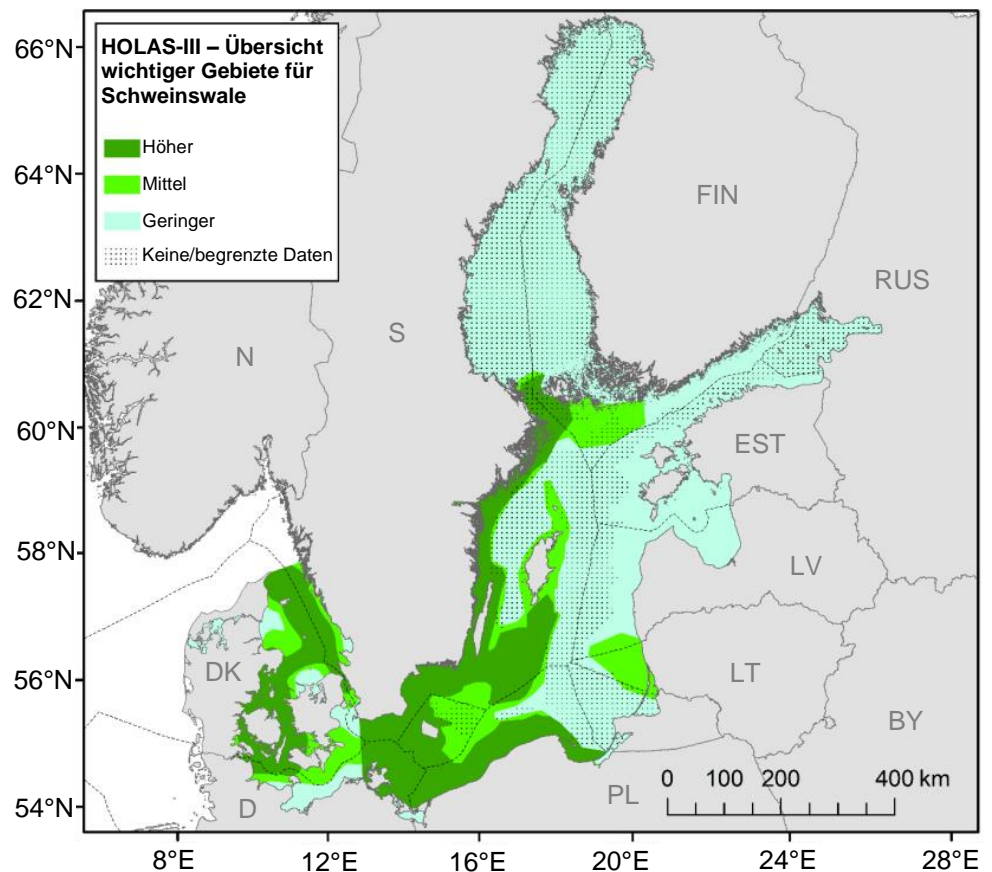 HOLAS-III – Übersicht
wichtiger Gebiete für
Schweinswale
Höher
Mittel
Geringer
Keine/begrenzte Daten
66°N
64°N
62°N
60°N
58°N
56°N
54°N
FIN
RUS
N
S
EST
LV
DK
LT
BY
D
PL
0 100 200 400 km
8°E 12°E 16°E 20°E 24°E 28°E